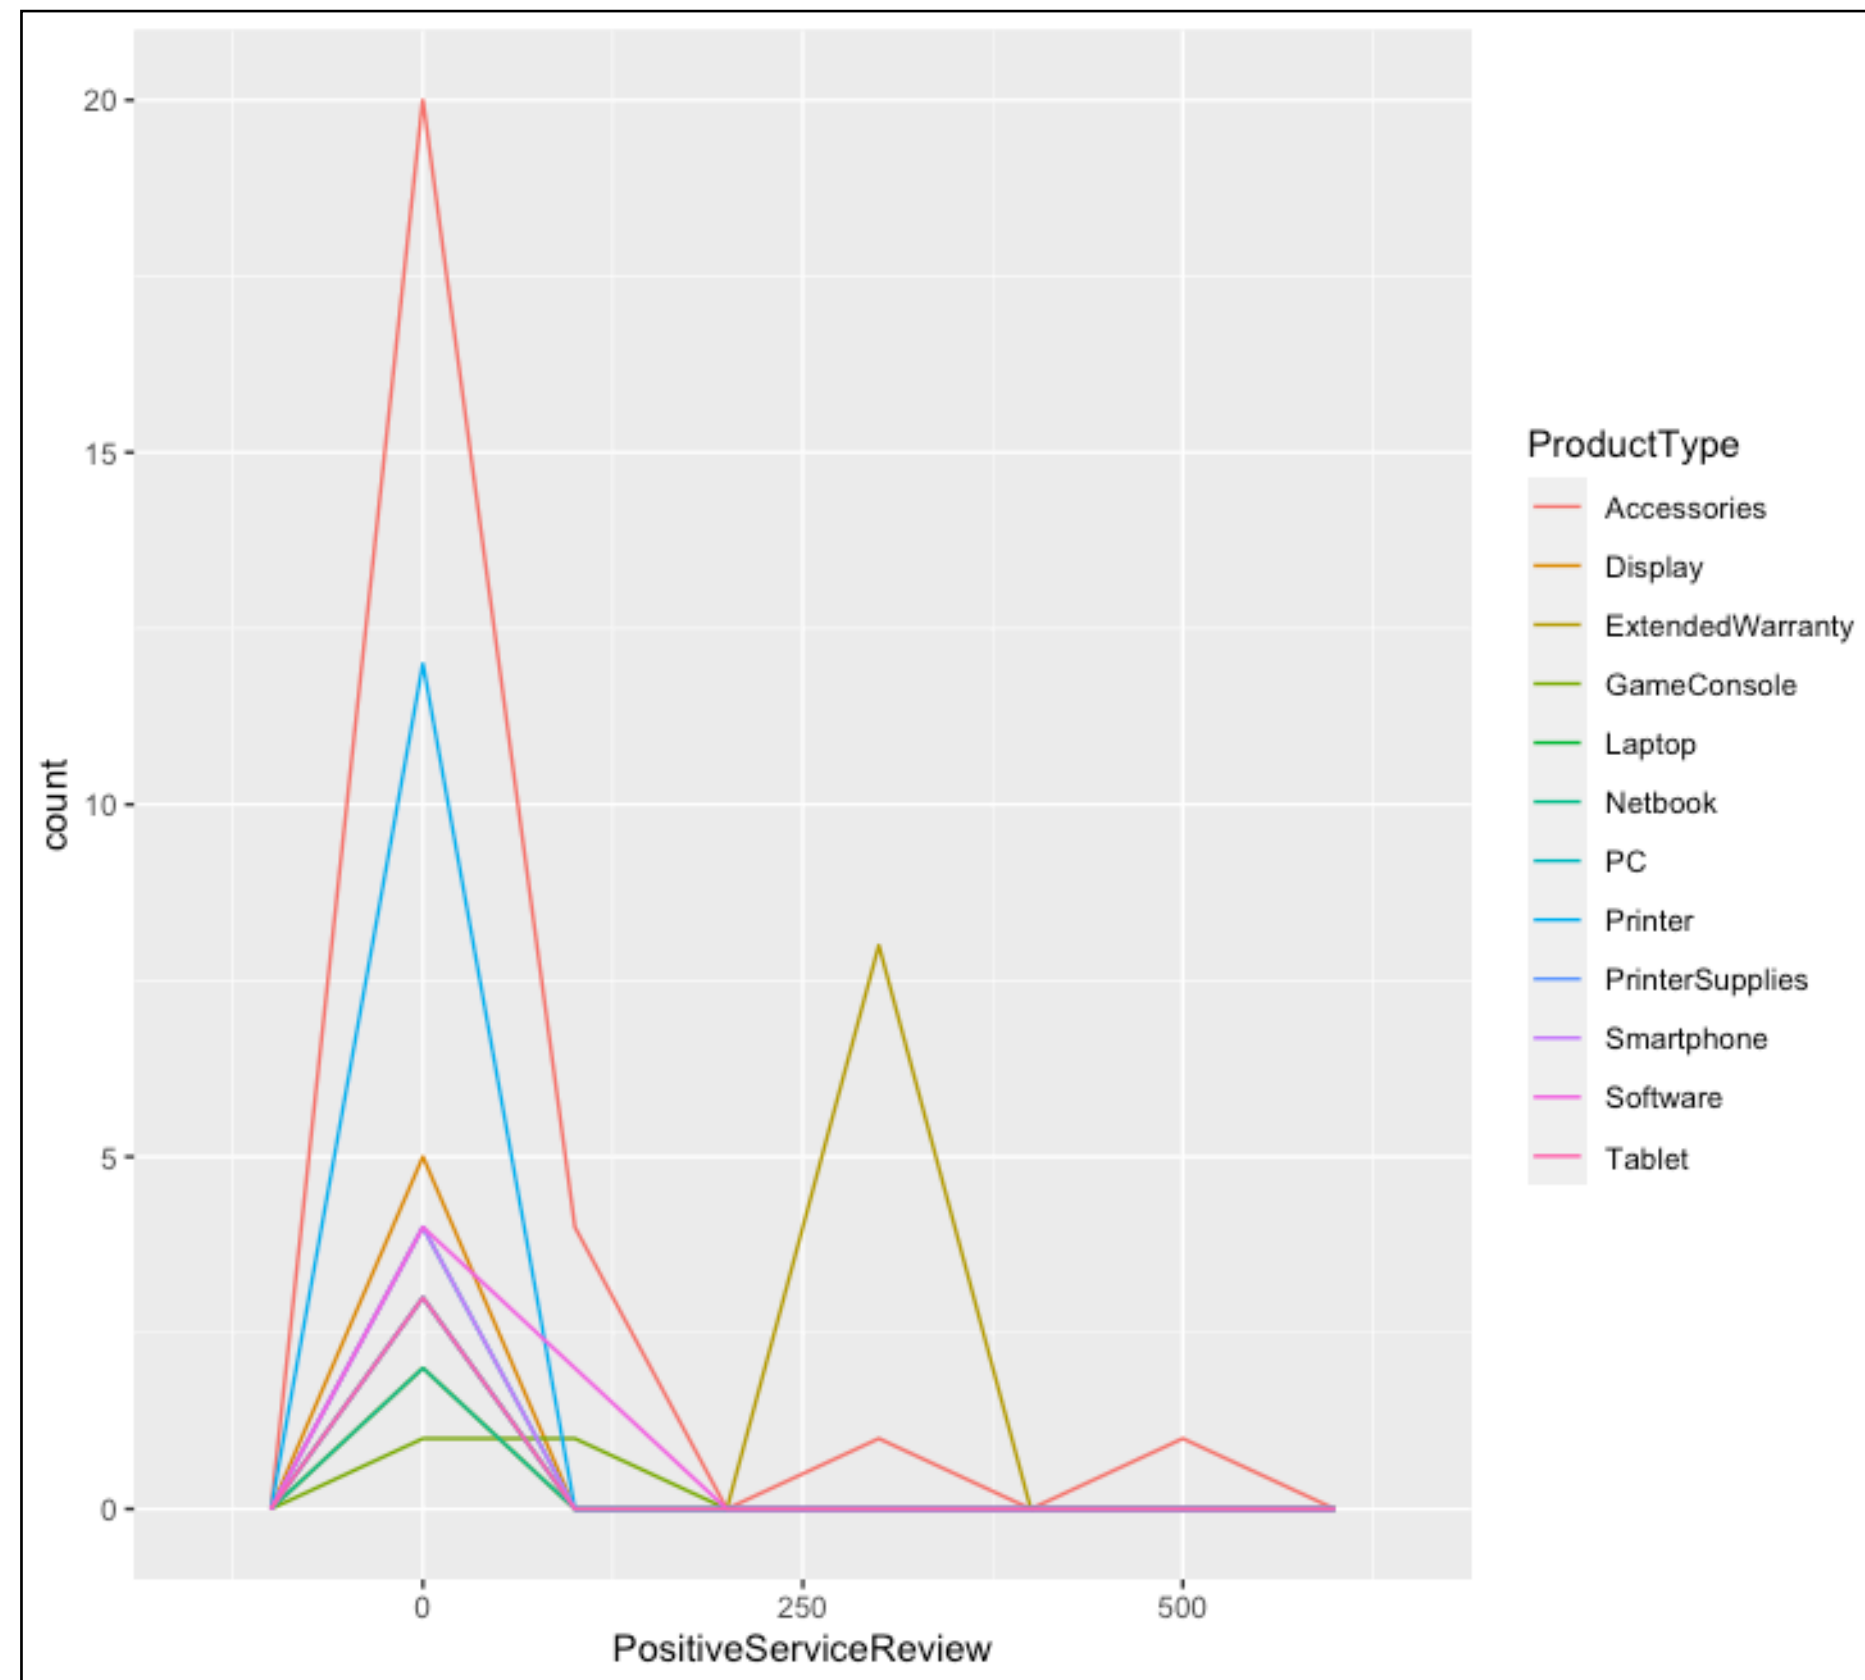 20
15
10
5
0
count
0
250
500
PositiveServiceReview
ProductType
Accessories
Display
ExtendedWarranty
GameConsole
Laptop
Netbook
PC
Printer
PrinterSupplies
Smartphone
Software
Tablet